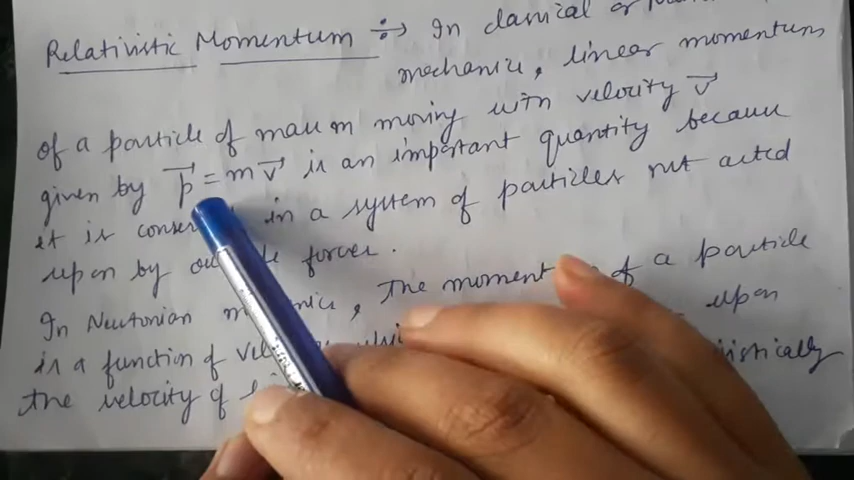 Relativistic Momentum ÷→ In classical or
mechanics, linear momentum
of a particle of mass m moving with velocity v⃗
given by p⃗ = mv⃗ is an important quantity because
it is in a system of particles not acted
upon by forces.
In Newtonian, the of a particle
is a function of upon
the velocity of